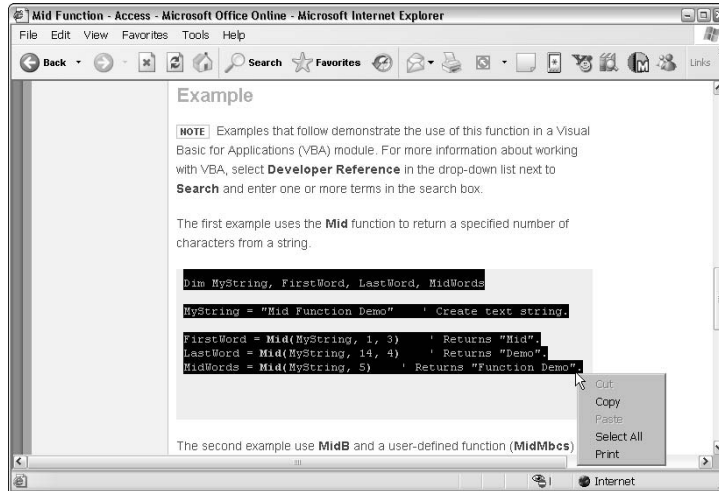 Mid Function - Access - Microsoft Office Online - Microsoft Internet Explorer
File Edit View Favorites Tools Help
Back Search Favorites Links
Example
NOTE Examples that follow demonstrate the use of this function in a Visual
Basic for Applications (VBA) module. For more information about working
with VBA, select Developer Reference in the drop-down list next to
Search and enter one or more terms in the search box.
The first example uses the Mid function to return a specified number of
characters from a string.
Dim MyString, FirstWord, LastWord, MidWords
MyString = "Mid Function Demo" ' Create text string.
FirstWord = Mid(MyString, 1, 3) ' Returns "Mid".
LastWord = Mid(MyString, 14, 4) ' Returns "Demo".
MidWords = Mid(MyString, 5) ' Returns "Function Demo".
Cut
Copy
Paste
Select All
Print
The second example use MidB and a user-defined function (MidMbcs)
Internet